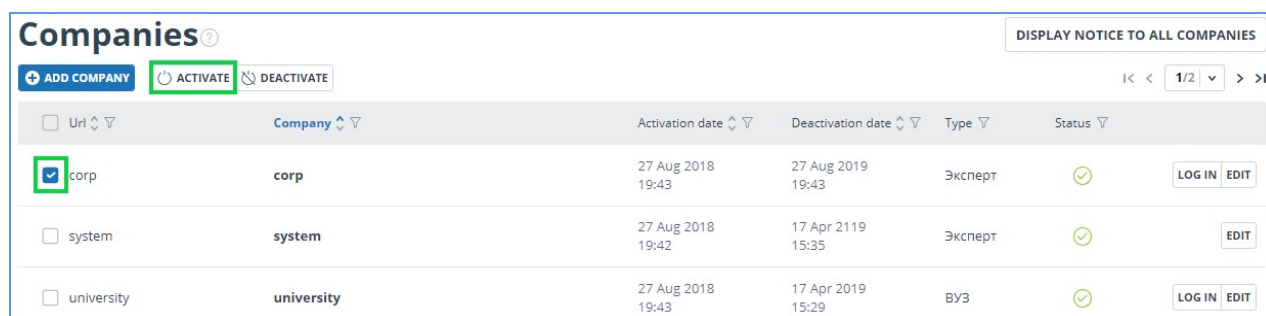 Companies
DISPLAY NOTICE TO ALL COMPANIES
ADD COMPANY ACTIVATE DEACTIVATE 1/2
Url Company Activation date Deactivation date Type Status
corp corp 27 Aug 2018 19:43 27 Aug 2019 19:43 Эксперт LOG IN EDIT
system system 27 Aug 2018 19:42 17 Apr 2119 15:35 Эксперт EDIT
university university 27 Aug 2018 19:43 17 Apr 2019 15:29 ВУЗ LOG IN EDIT